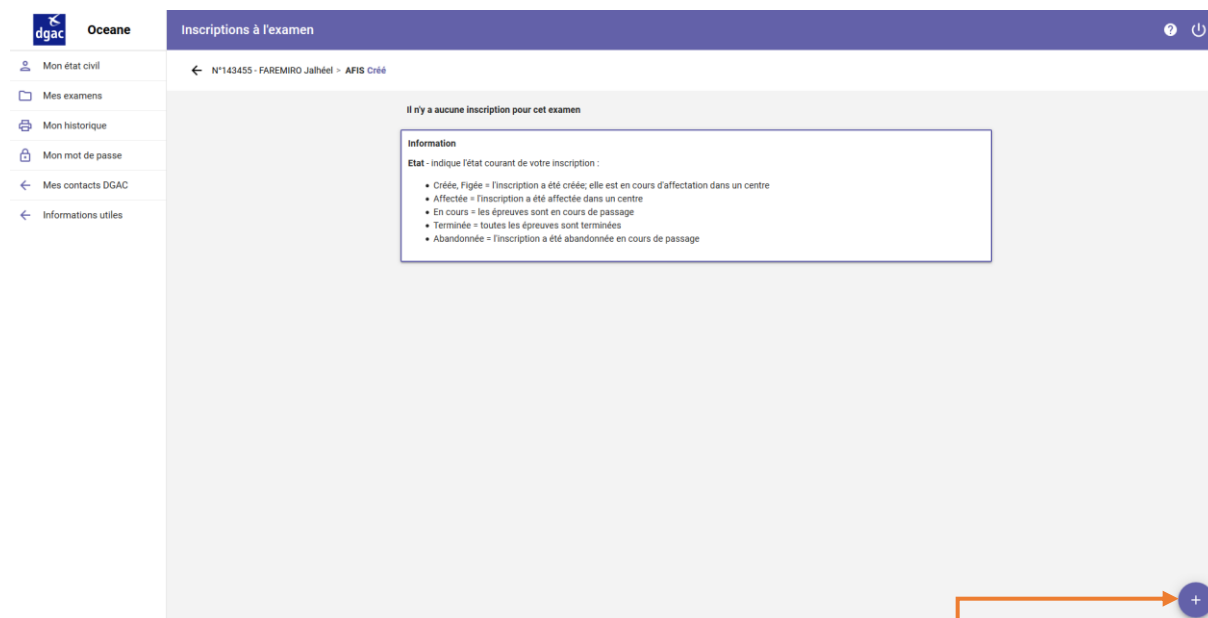 dgac
Oceane
Inscriptions à l'examen
Mon état civil
Mes examens
Mon historique
Mon mot de passe
Mes contacts DGAC
Informations utiles
N°143455 - FAREMIRO Jalhéel > AFIS Créé
Il n'y a aucune inscription pour cet examen
Information
Etat - indique l'état courant de votre inscription :
• Créée, Figée = l'inscription a été créée; elle est en cours d'affectation dans un centre
• Affectée = l'inscription a été affectée dans un centre
• En cours = les épreuves sont en cours de passage
• Terminée = toutes les épreuves sont terminées
• Abandonnée = l'inscription a été abandonnée en cours de passage